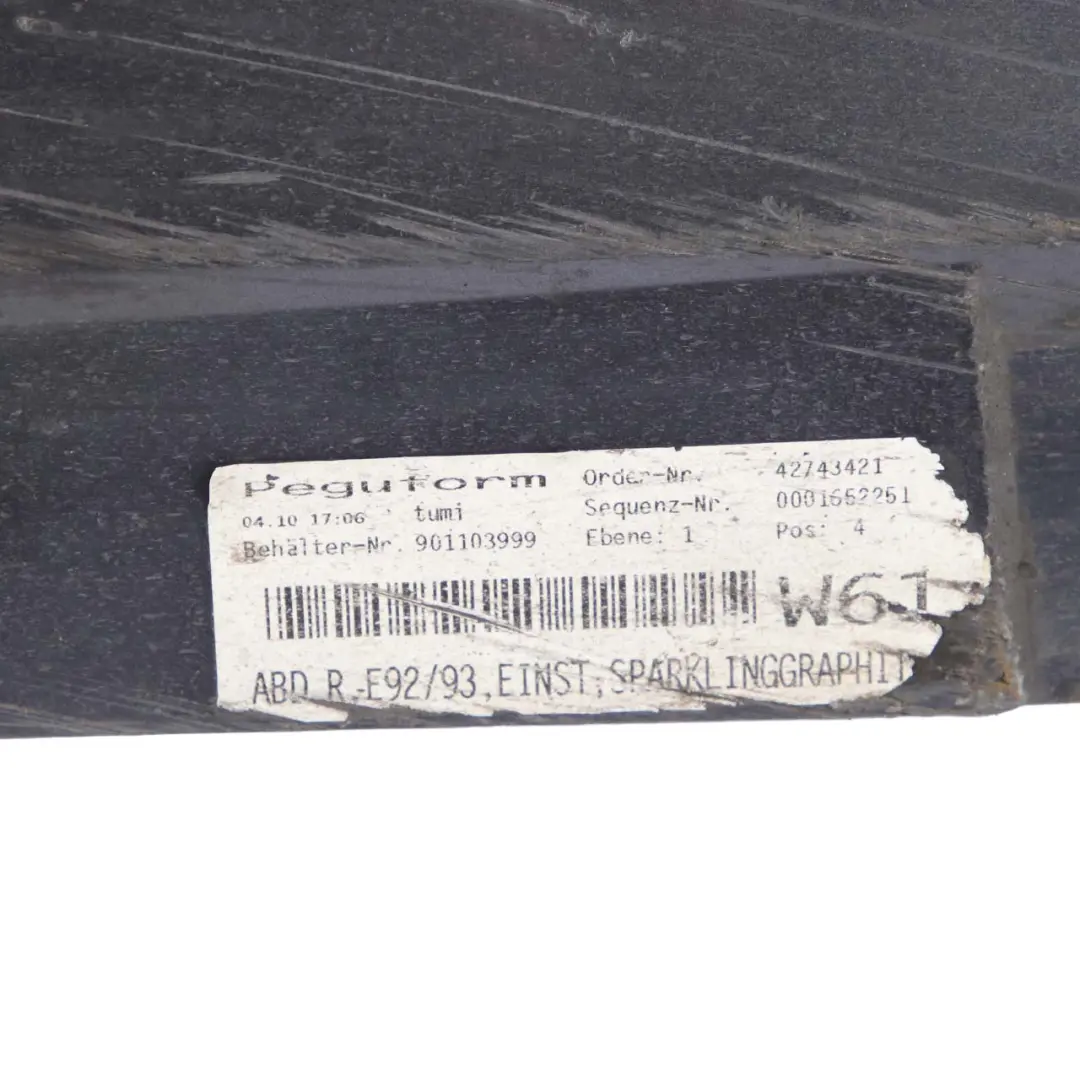 Peguform Order-Nr. 42743421
04.10 17:06 tumi Sequenz-Nr. 0001652251
Behälter-Nr. 901103999 Ebene: 1 Pos: 4
W61
ABD.R.-E92/93,EINST,SPARKLINGGRAPHIT